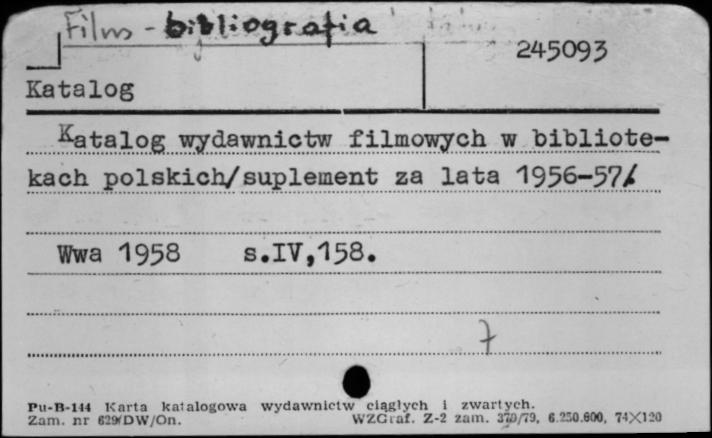 Film - bibliografia
245093
Katalog
Katalog wydawnictw filmowych w bibliote-
kach polskich/suplement za lata 1956-57/.
Wwa 1958 s.IV,158.
7
Pu-B-144 Karta katalogowa wydawnictw ciągłych i zwartych.
Zam. nr 629/DW/On. WZGraf. Z-2 zam. 379/79, 6.250.000, 74X120